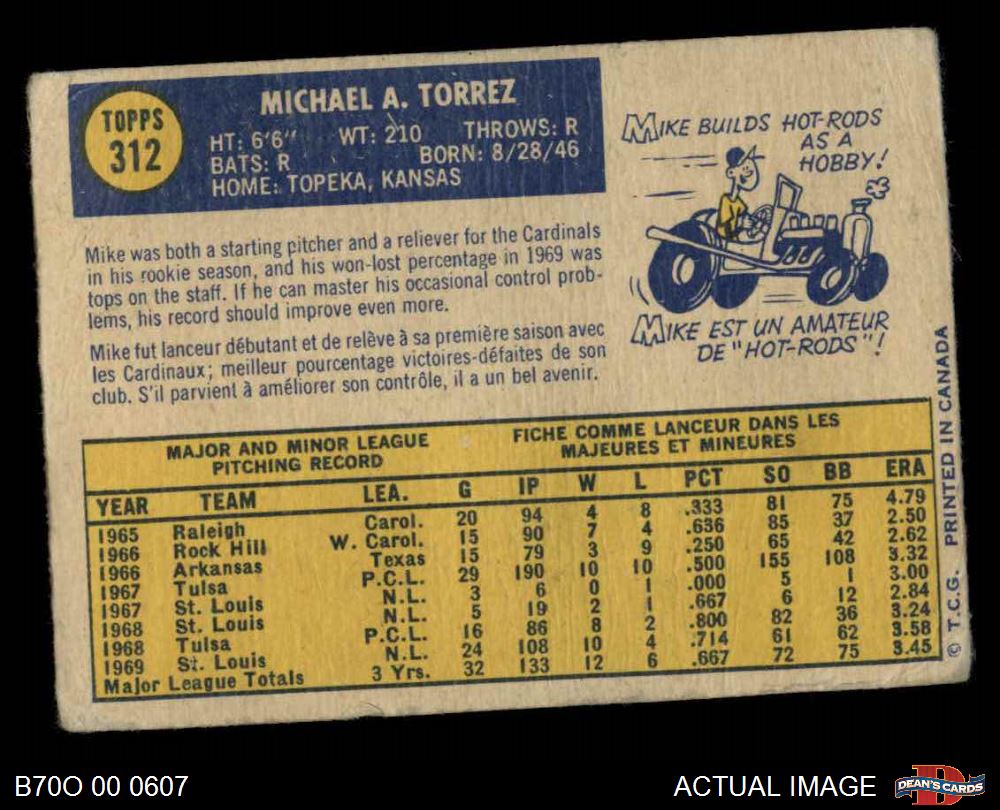 TOPPS
312
MICHAEL A. TORREZ
HT: 6'6" WT: 210 THROWS: R
BATS: R BORN: 8/28/46
HOME: TOPEKA, KANSAS
MIKE BUILDS HOT-RODS
AS A
HOBBY!
Mike was both a starting pitcher and a reliever for the Cardinals
in his rookie season, and his won-lost percentage in 1969 was
tops on the staff. If he can master his occasional control prob-
lems, his record should improve even more.
Mike fut lanceur débutant et de relève à sa première saison avec
les Cardinaux; meilleur pourcentage victoires-défaites de son
club. S'il parvient à améliorer son contrôle, il a un bel avenir.
MIKE EST UN AMATEUR
DE "HOT-RODS"!
MAJOR AND MINOR LEAGUE
PITCHING RECORD
FICHE COMME LANCEUR DANS LES
MAJEURES ET MINEURES
YEAR TEAM LEA. G IP W L PCT SO BB ERA
1965 Raleigh Carol. 20 94 4 8 .333 81 75 4.79
1966 Rock Hill W. Carol. 15 90 7 4 .636 85 37 2.50
1966 Arkansas Texas 15 79 3 9 .250 65 42 2.62
1967 Tulsa P.C.L. 29 190 10 10 .500 155 108 3.32
1967 St. Louis N.L. 3 6 0 1 .000 5 1 3.00
1968 St. Louis N.L. 5 19 2 1 .667 6 12 2.84
1968 Tulsa P.C.L. 16 86 8 2 .800 82 36 3.24
1969 St. Louis N.L. 24 108 10 4 .714 61 62 3.58
Major League Totals 3 Yrs. 32 133 12 6 .667 72 75 3.45
© T.C.G. PRINTED IN CANADA
B70O 00 0607
ACTUAL IMAGE
D
DEAN'S CARDS